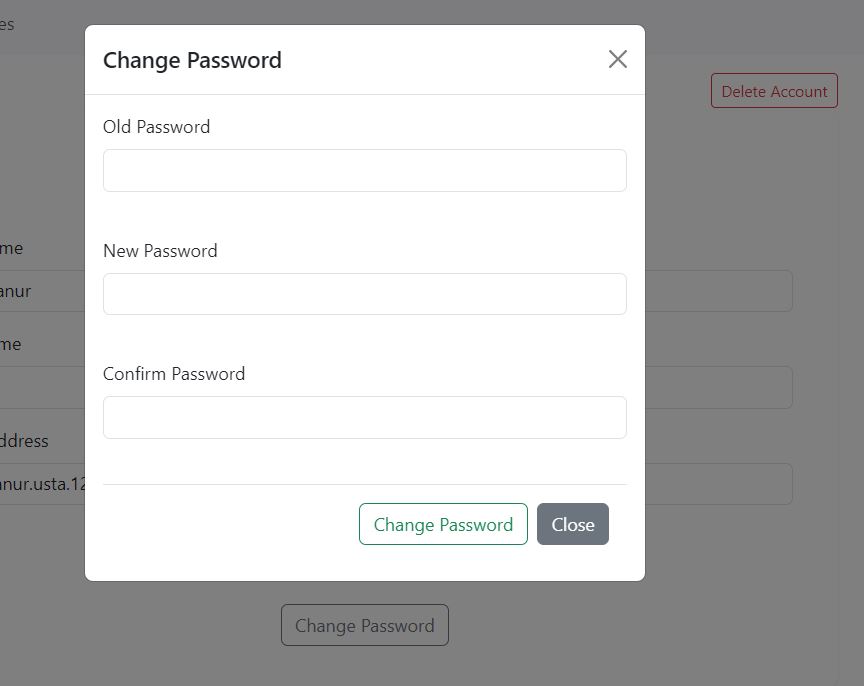 es
Change Password
Delete Account
Old Password
me
New Password
anur
me
Confirm Password
ddress
anur.usta.12
Change Password Close
Change Password